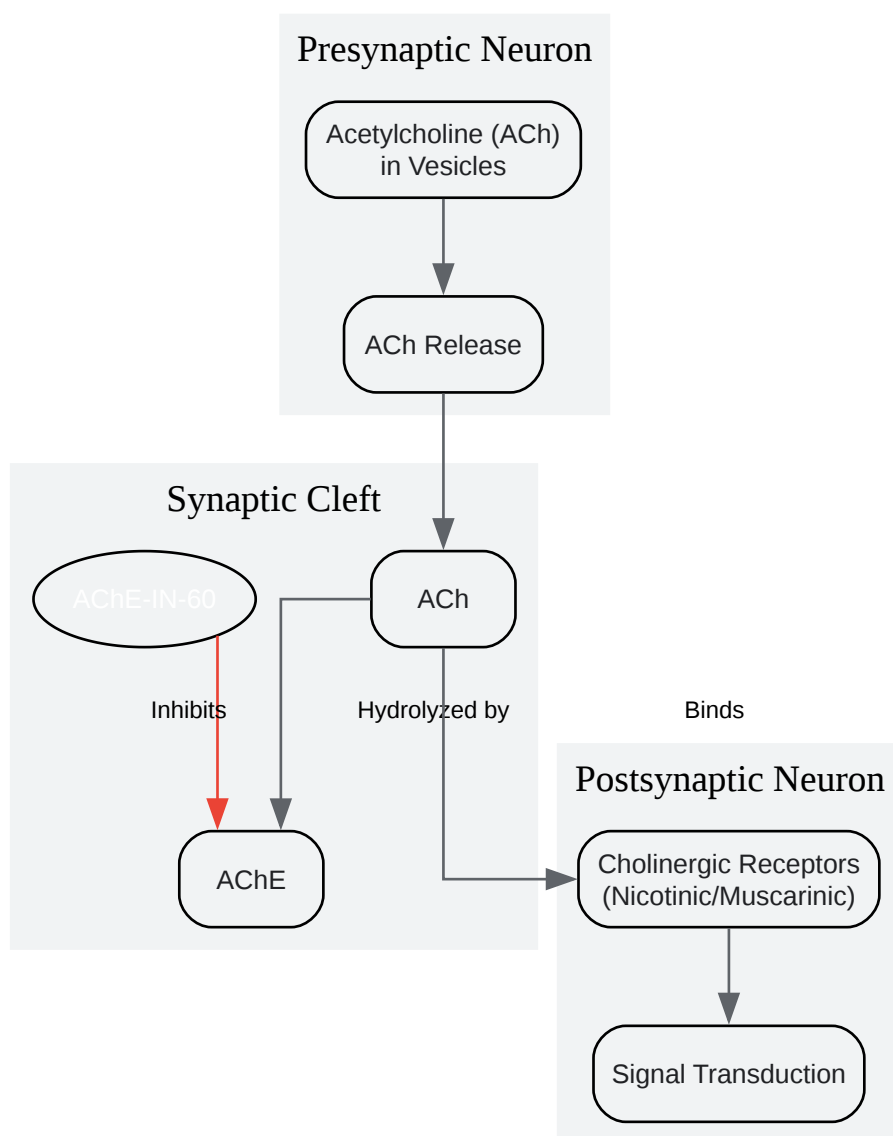 Presynaptic Neuron
Acetylcholine (ACh)
in Vesicles
ACh Release
Synaptic Cleft
AChE-IN-60
ACh
Inhibits
Hydrolyzed by
Binds
Postsynaptic Neuron
AChE
Cholinergic Receptors
(Nicotinic/Muscarinic)
Signal Transduction